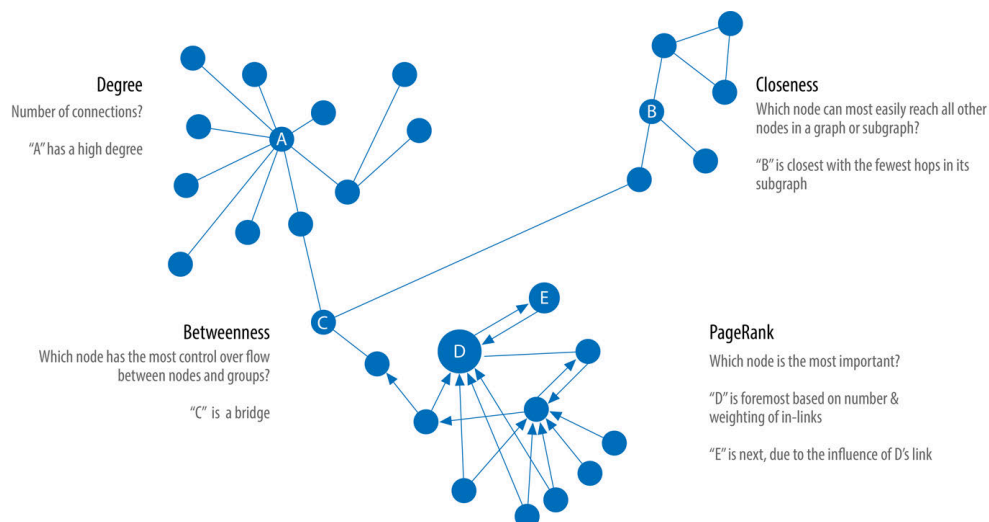 Degree
Number of connections?
“A” has a high degree
A
B
Closeness
Which node can most easily reach all other
nodes in a graph or subgraph?
“B” is closest with the fewest hops in its
subgraph
Betweenness
Which node has the most control over flow
between nodes and groups?
“C” is a bridge
C
E
D
PageRank
Which node is the most important?
“D” is foremost based on number &
weighting of in-links
“E” is next, due to the influence of D’s link